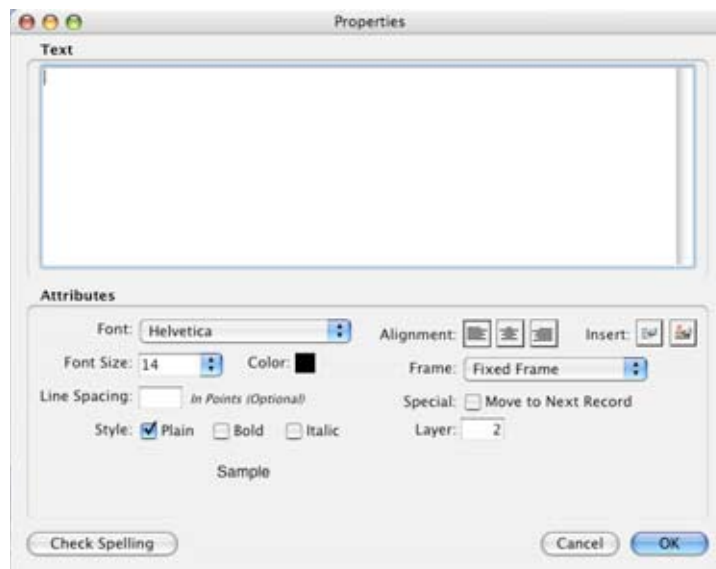 Properties
Text
Attributes
Font: Helvetica Alignment: Insert:
Font Size: 14 Color: Frame: Fixed Frame
Line Spacing: In Points (Optional) Special: Move to Next Record
Style: Plain Bold Italic Layer: 2
Sample
Check Spelling Cancel OK